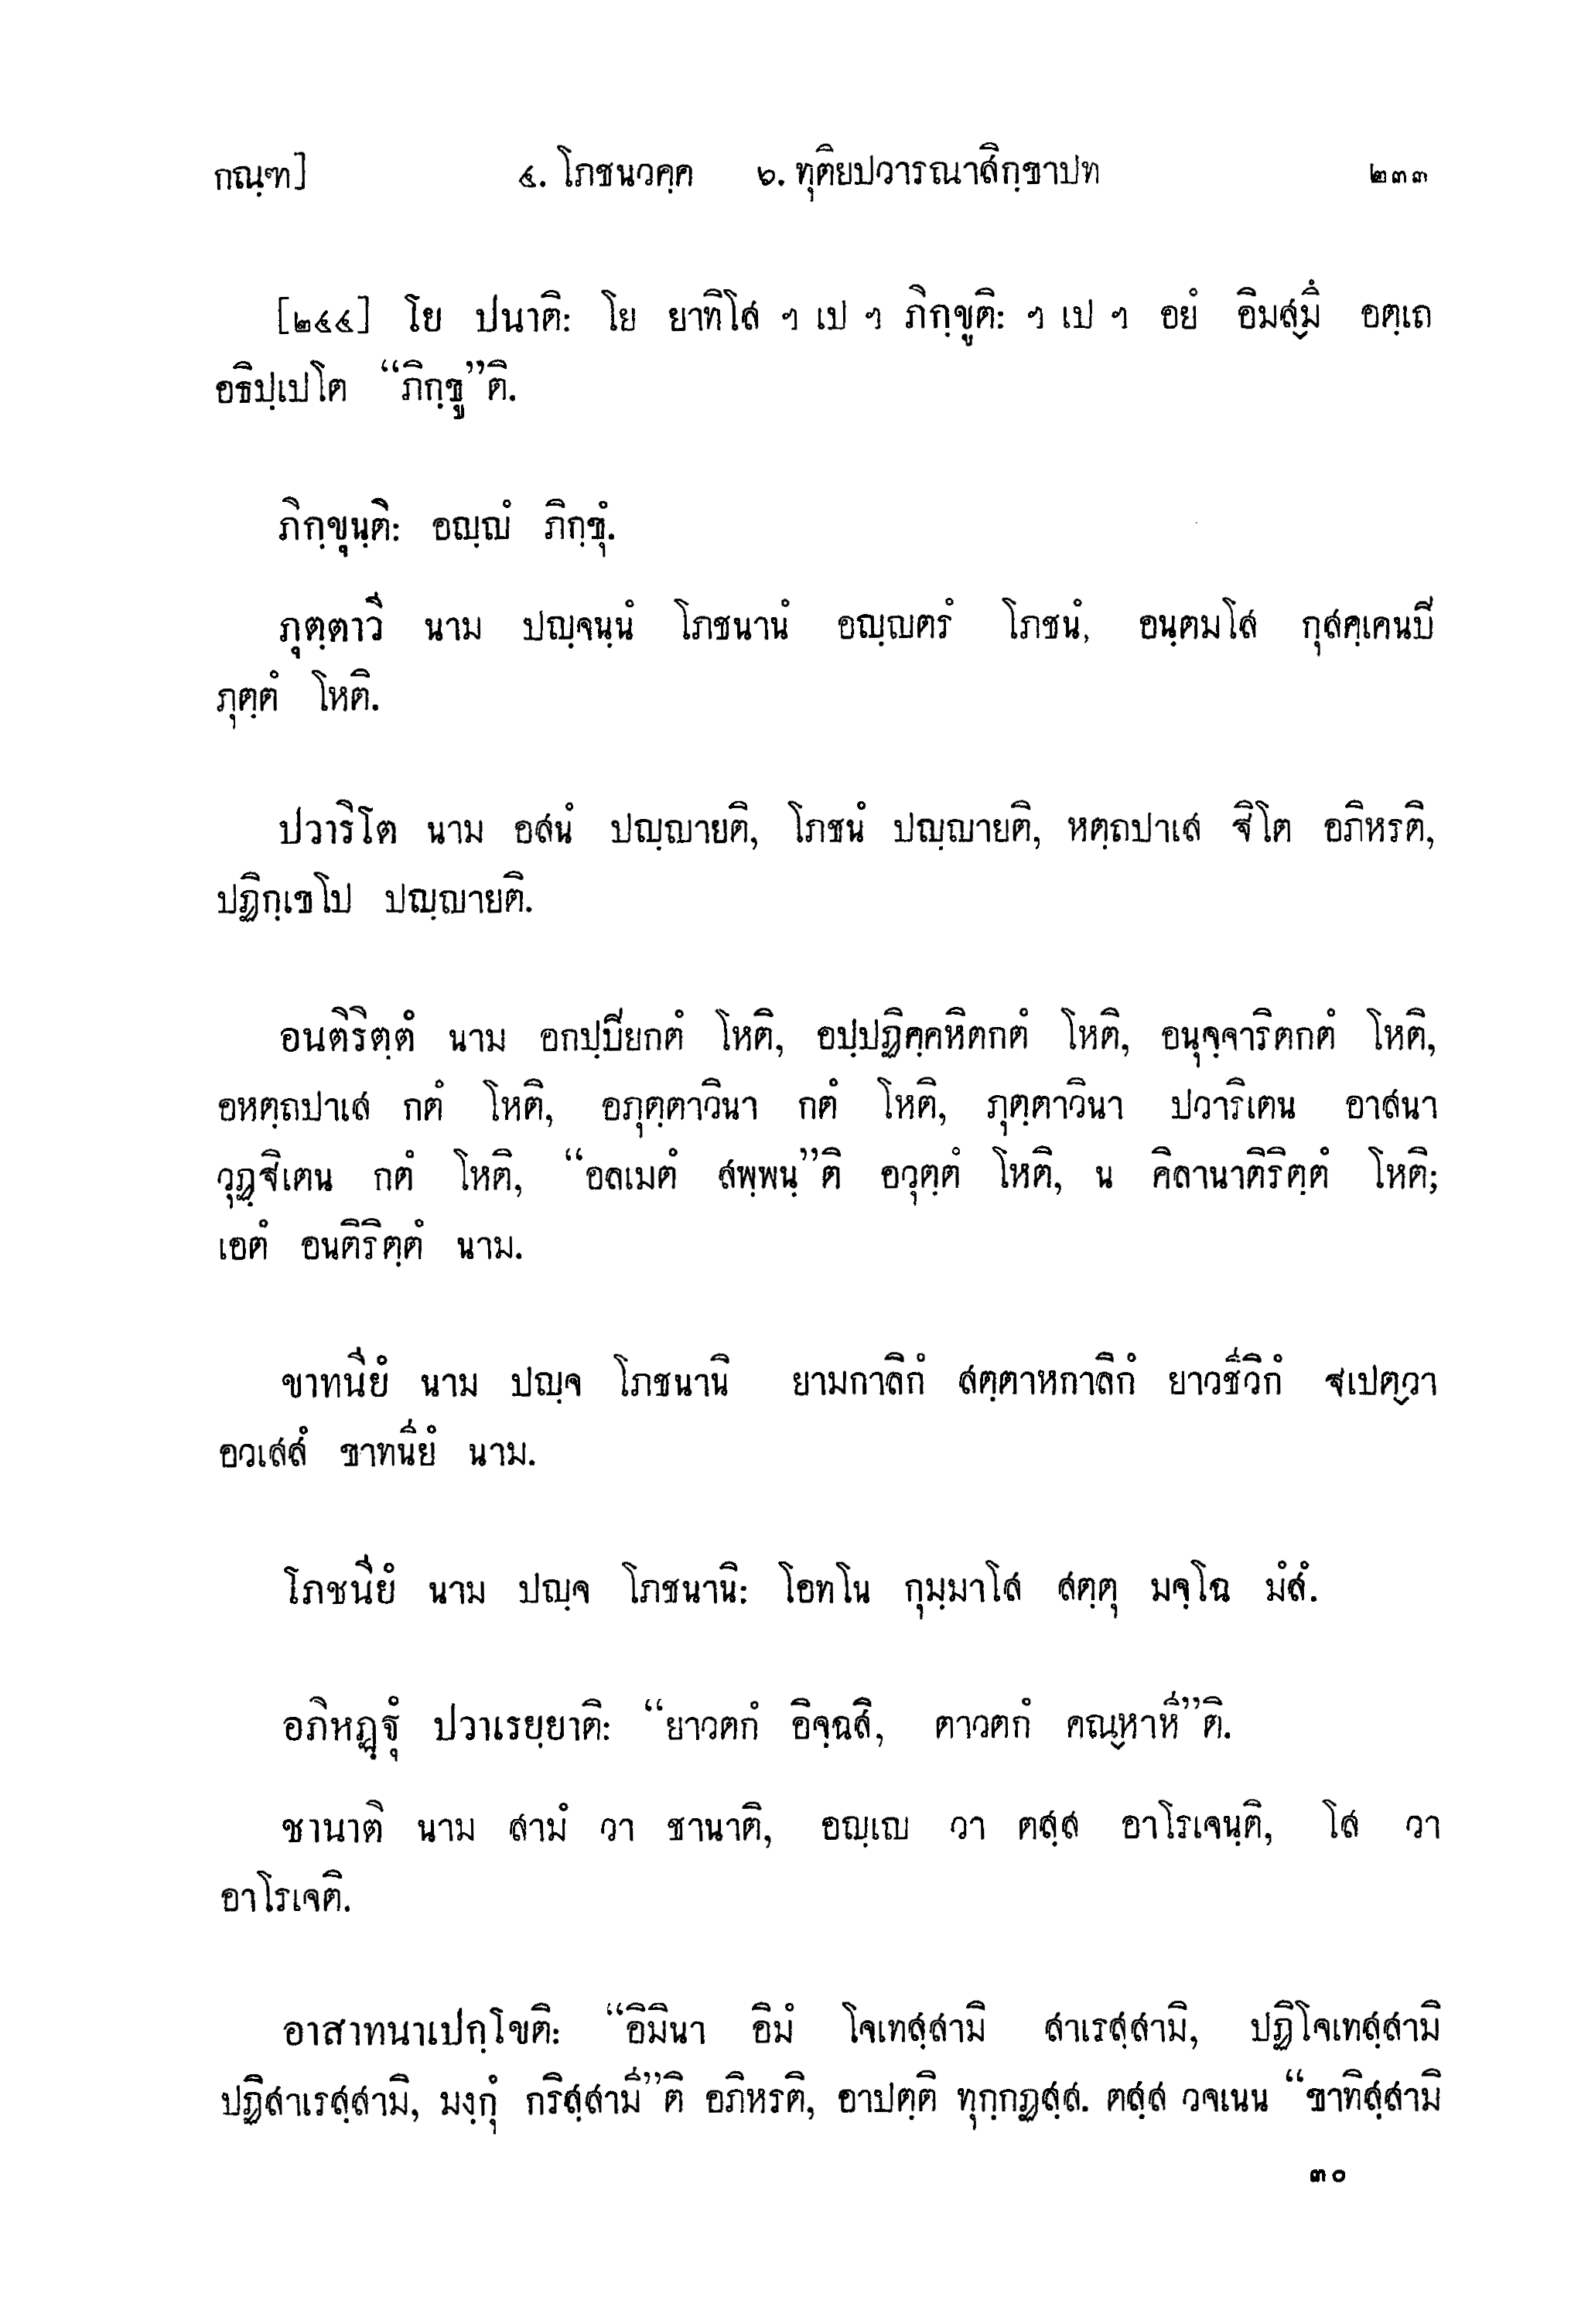 กณฺฑ] ๔. โภชนวคฺค ๖. ทุติยปวารณาสิกฺขาปท ๒๓๓
[๒๔๔] โย ปนาติ: โย ยาทิโส ฯ เป ฯ ภิกฺขูติ: ฯ เป ฯ อยํ อิมสฺมึ อตฺเถ
อธิปฺเปโต “ภิกฺขู”ติ.
ภิกฺขุนฺติ: อญฺญํ ภิกฺขุํ.
ภุตฺตาวี นาม ปญฺจนฺนํ โภชนานํ อญฺญตรํ โภชนํ, อนฺตมโส กุสคฺเคนปิ
ภุตฺตํ โหติ.
ปวาริโต นาม อสนํ ปญฺญายติ, โภชนํ ปญฺญายติ, หตฺถปาเส ฐิโต อภิหรติ,
ปฏิกฺเขโป ปญฺญายติ.
อนติริตฺตํ นาม อกปฺปิยกตํ โหติ, อปฺปฏิคฺคหิตกตํ โหติ, อนุจฺจาริตกตํ โหติ,
อหตฺถปาเส กตํ โหติ, อภุตฺตาวินา กตํ โหติ, ภุตฺตาวินา ปวาริเตน อาสนา
วุฏฺฐิเตน กตํ โหติ, “อลเมตํ สพฺพนฺ”ติ อวุตฺตํ โหติ, น คิลานาติริตฺตํ โหติ;
เอตํ อนติริตฺตํ นาม.
ขาทนียํ นาม ปญฺจ โภชนานิ ยามกาลิกํ สตฺตาหกาลิกํ ยาวชีวิกํ ฐเปตฺวา
อวเสสํ ขาทนียํ นาม.
โภชนียํ นาม ปญฺจ โภชนานิ: โอทโน กุมฺมาโส สตฺตุ มจฺโฉ มํสํ.
อภิหฏฺฐุํ ปวาเรยฺยาติ: “ยาวตกํ อิจฺฉสิ, ตาวตกํ คณฺหาหี”ติ.
ชานาติ นาม สามํ วา ชานาติ, อญฺเญ วา ตสฺส อาโรเจนฺติ, โส วา
อาโรเจติ.
อาสาทนาเปกฺโขติ: “อิมินา อิมํ โจเทสฺสามิ สาเรสฺสามิ, ปฏิโจเทสฺสามิ
ปฏิสาเรสฺสามิ, มงฺกุํ กริสฺสามี”ติ อภิหรติ, อาปตฺติ ทุกฺกฏสฺส. ตสฺส วจเนน “ขาทิสฺสามิ
๓๐